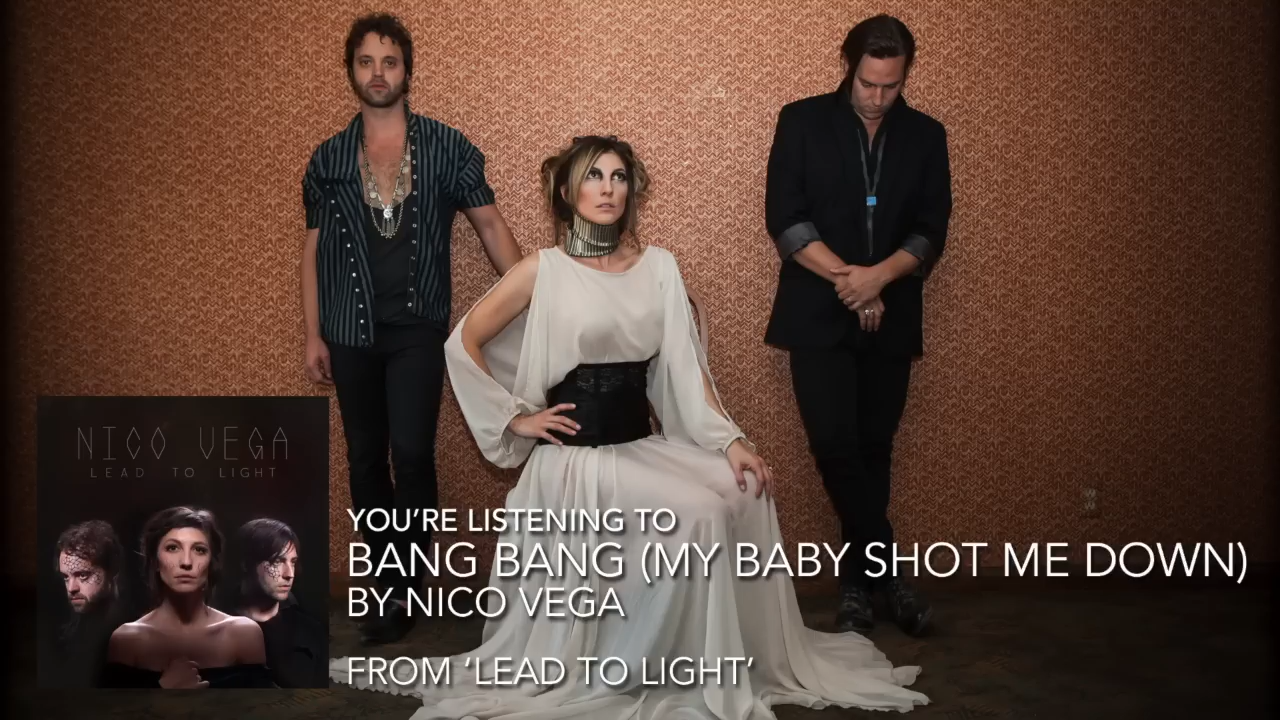 NICO VEGA
LEAD TO LIGHT
YOU'RE LISTENING TO
BANG BANG (MY BABY SHOT ME DOWN)
BY NICO VEGA
FROM ‘LEAD TO LIGHT’